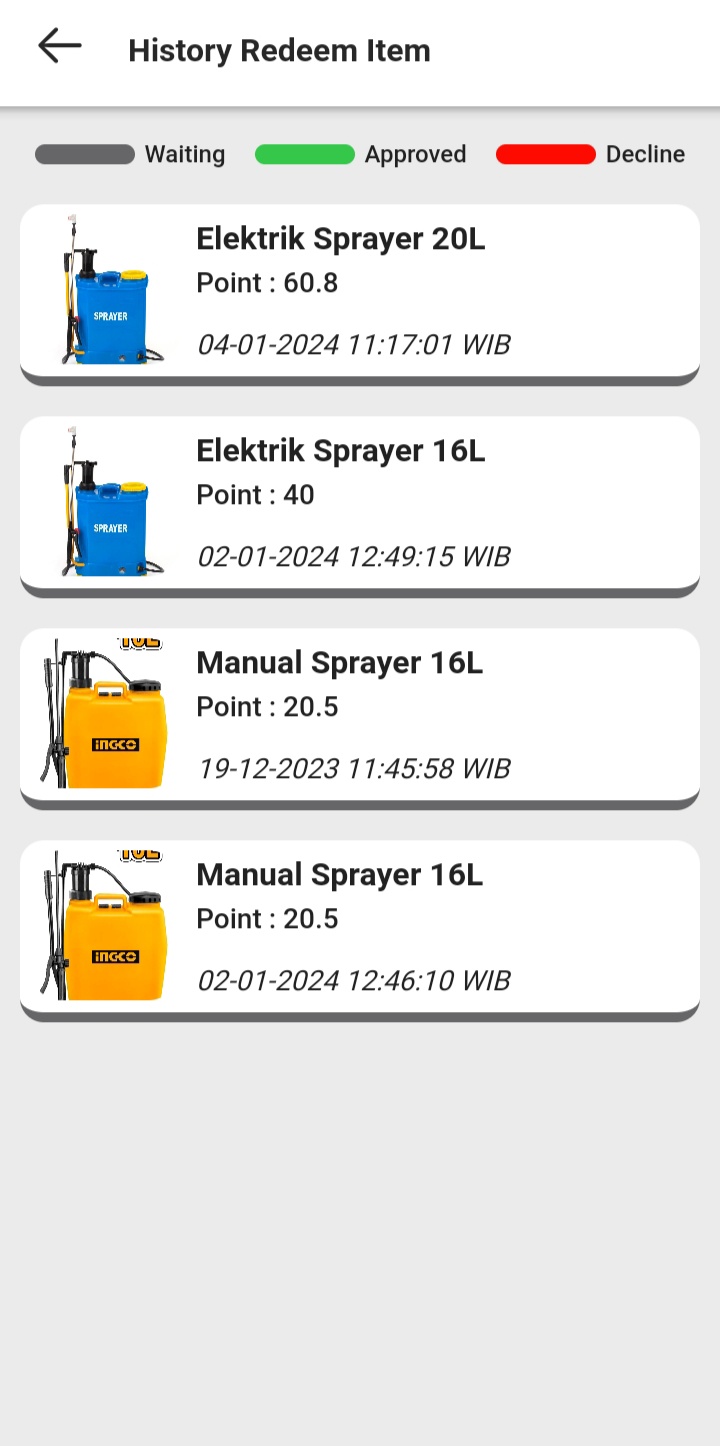 History Redeem Item
Waiting
Approved
Decline
SPRAYER
Elektrik Sprayer 20L
Point : 60.8
04-01-2024 11:17:01 WIB
SPRAYER
Elektrik Sprayer 16L
Point : 40
02-01-2024 12:49:15 WIB
INGCO
Manual Sprayer 16L
Point : 20.5
19-12-2023 11:45:58 WIB
INGCO
Manual Sprayer 16L
Point : 20.5
02-01-2024 12:46:10 WIB